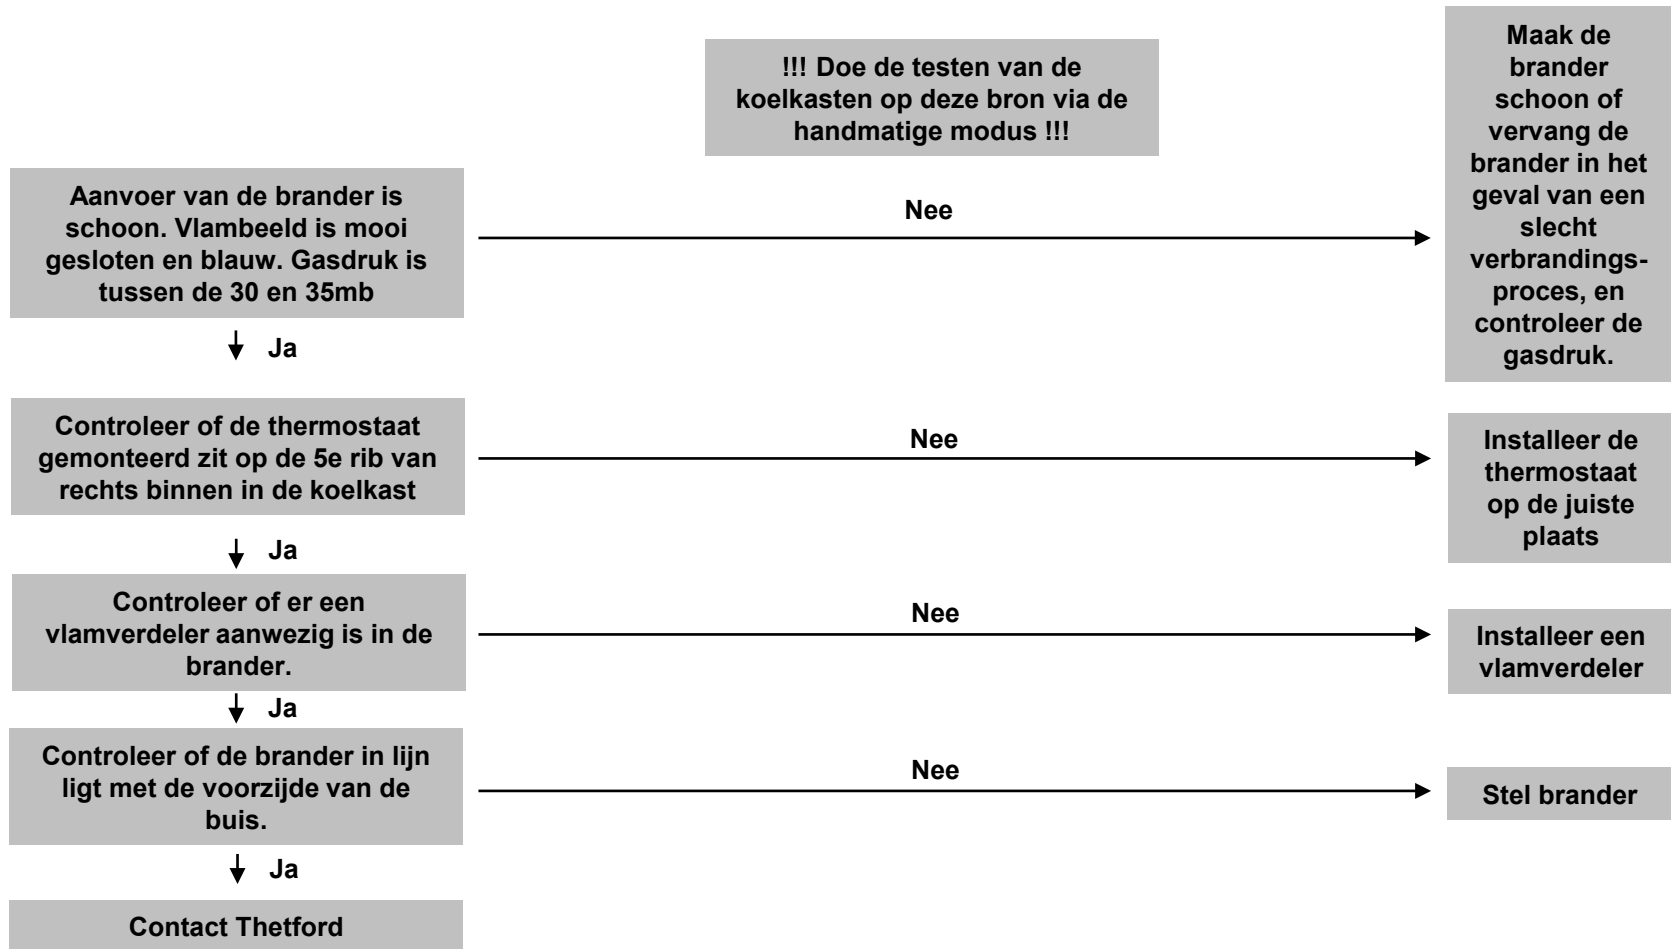 !!! Doe de testen van de
koelkasten op deze bron via de
handmatige modus !!!
Aanvoer van de brander is
schoon. Vlambeeld is mooi
gesloten en blauw. Gasdruk is
tussen de 30 en 35mb
Nee
Maak de
brander
schoon of
vervang de
brander in het
geval van een
slecht
verbrandings-
proces, en
controleer de
gasdruk.
Ja
Controleer of de thermostaat
gemonteerd zit op de 5e rib van
rechts binnen in de koelkast
Nee
Installeer de
thermostaat
op de juiste
plaats
Ja
Controleer of er een
vlamverdeler aanwezig is in de
brander.
Nee
Installeer een
vlamverdeler
Ja
Controleer of de brander in lijn
ligt met de voorzijde van de
buis.
Nee
Stel brander
Ja
Contact Thetford